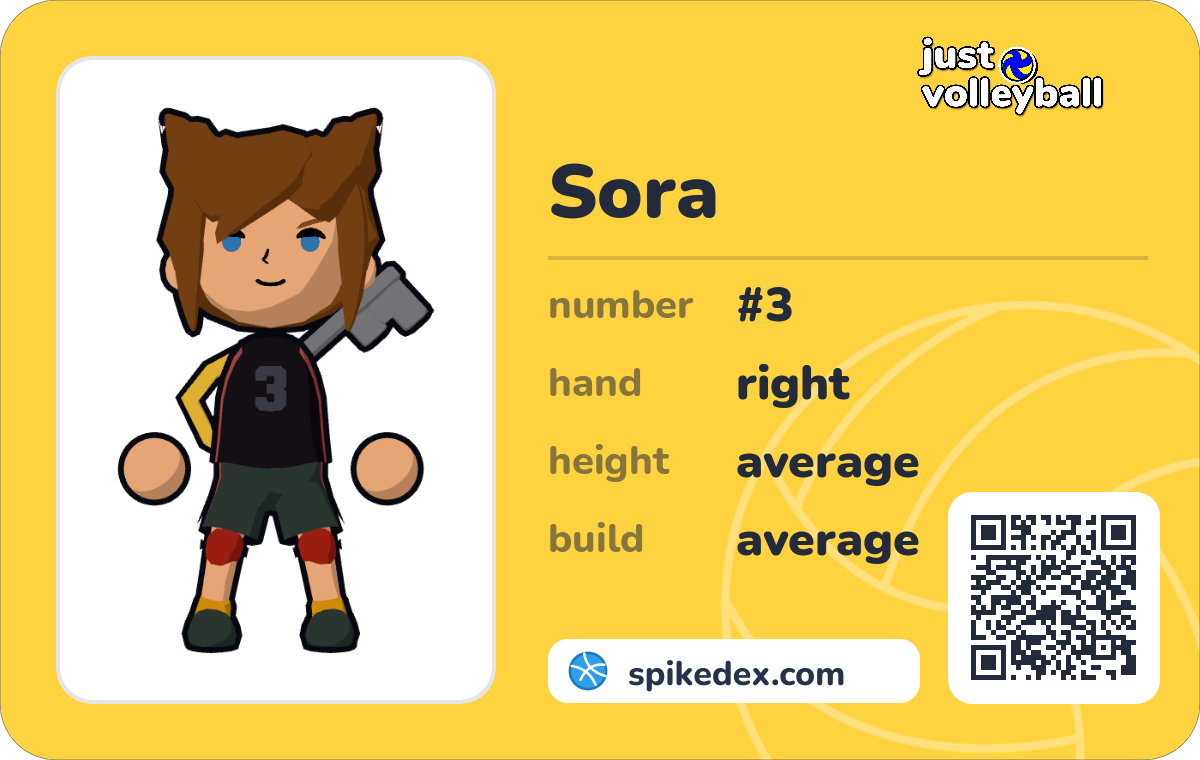 just
volleyball
Sora
number #3
hand right
height average
build average
3
spikedex.com